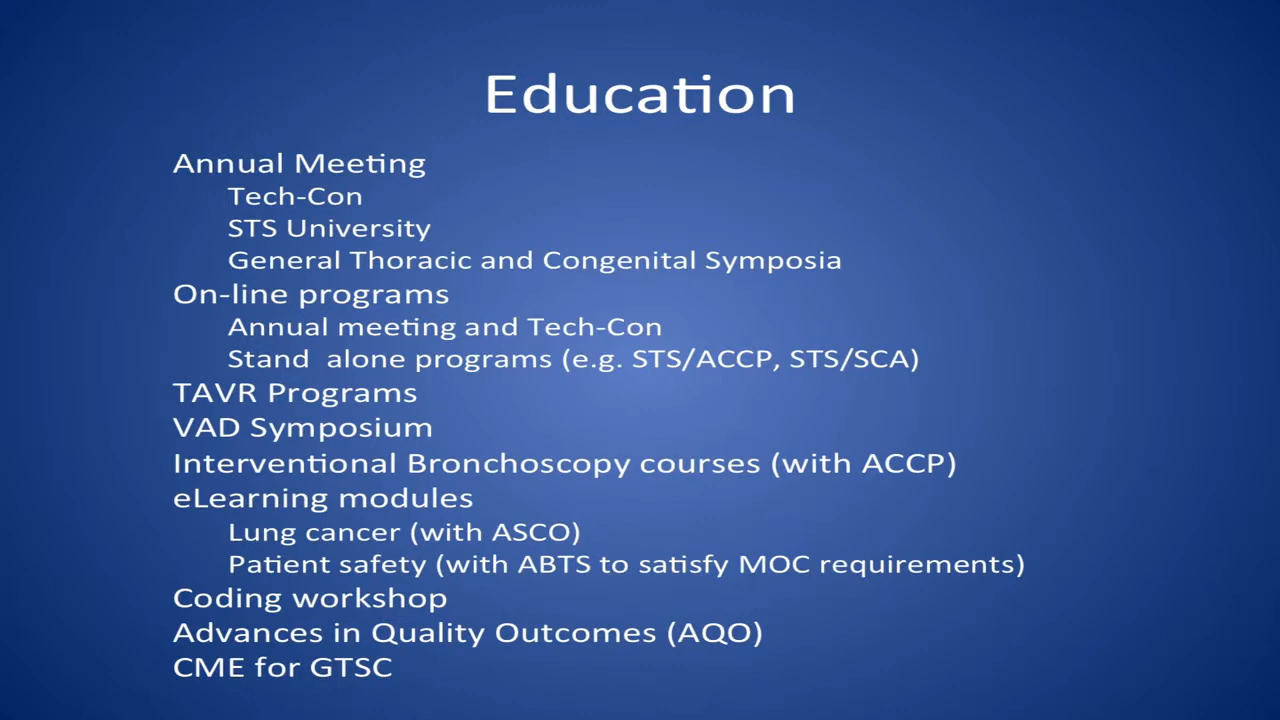 Education
Annual Meeting
Tech-Con
STS University
General Thoracic and Congenital Symposia
On-line programs
Annual meeting and Tech-Con
Stand  alone programs (e.g. STS/ACCP, STS/SCA)
TAVR Programs
VAD Symposium
Interventional Bronchoscopy courses (with ACCP)
eLearning modules
Lung cancer (with ASCO)
Patient safety (with ABTS to satisfy MOC requirements)
Coding workshop
Advances in Quality Outcomes (AQO)
CME for GTSC